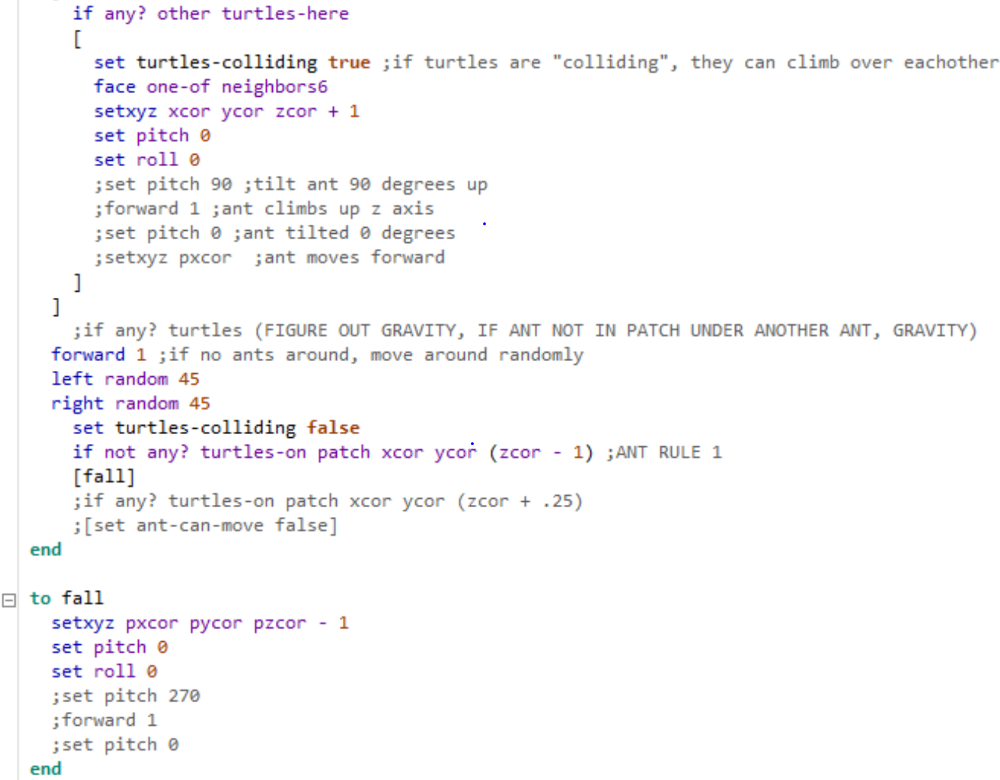 if any? other turtles-here
[
set turtles-colliding true ;if turtles are "colliding", they can climb over eachother
face one-of neighbors6
setxyz xcor ycor zcor + 1
set pitch 0
set roll 0
;set pitch 90 ;tilt ant 90 degrees up
;forward 1 ;ant climbs up z axis
;set pitch 0 ;ant tilted 0 degrees
;setxyz pxcor  ;ant moves forward
]
]
;if any? turtles (FIGURE OUT GRAVITY, IF ANT NOT IN PATCH UNDER ANOTHER ANT, GRAVITY)
forward 1 ;if no ants around, move around randomly
left random 45
right random 45
set turtles-colliding false
if not any? turtles-on patch xcor ycor (zcor - 1) ;ANT RULE 1
[fall]
;if any? turtles-on patch xcor ycor (zcor + .25)
;[set ant-can-move false]
end
to fall
setxyz pxcor pycor pzcor - 1
set pitch 0
set roll 0
;set pitch 270
;forward 1
;set pitch 0
end